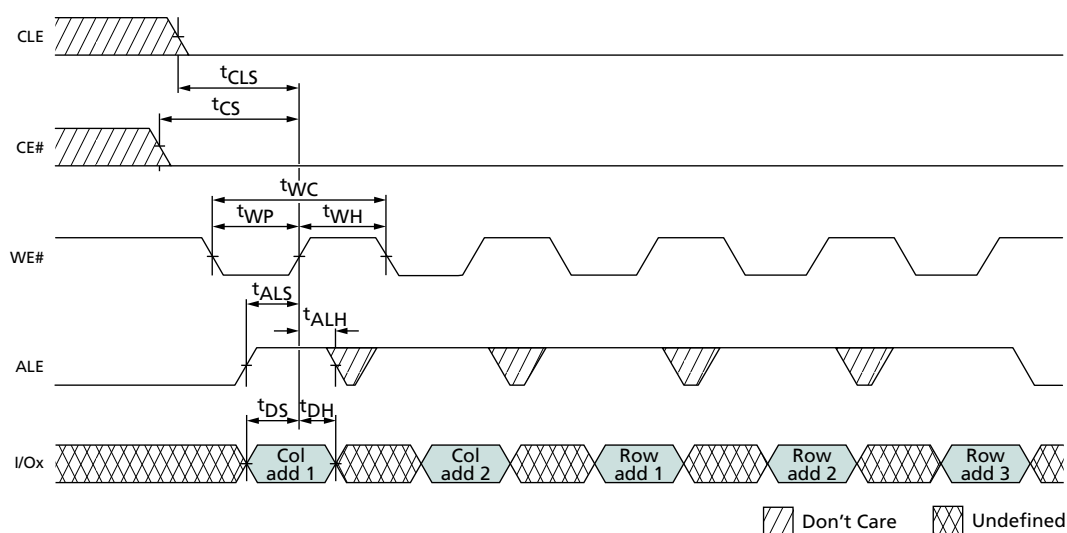 CLE
tCLS
tCS
CE#
tWC
tWP
tWH
WE#
tALS
tALH
ALE
tDS
tDH
I/Ox
Col
add 1
Col
add 2
Row
add 1
Row
add 2
Row
add 3
Don't Care
Undefined